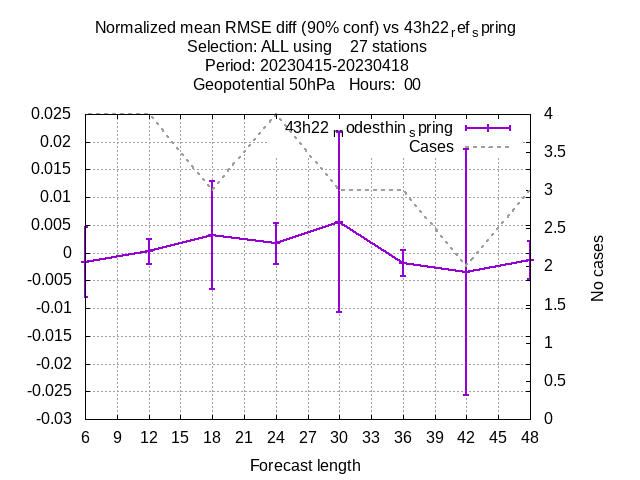 Normalized mean RMSE diff (90% conf) vs 43h22refspring
Selection: ALL using 27 stations
Period: 20230415-20230418
Geopotential 50hPa Hours: 00
43h22modesthinspring
Cases
0.025
0.02
0.015
0.01
0.005
0
-0.005
-0.01
-0.015
-0.02
-0.025
-0.03
4
3.5
3
2.5
2
1.5
1
0.5
0
No cases
6 9 12 15 18 21 24 27 30 33 36 39 42 45 48
Forecast length